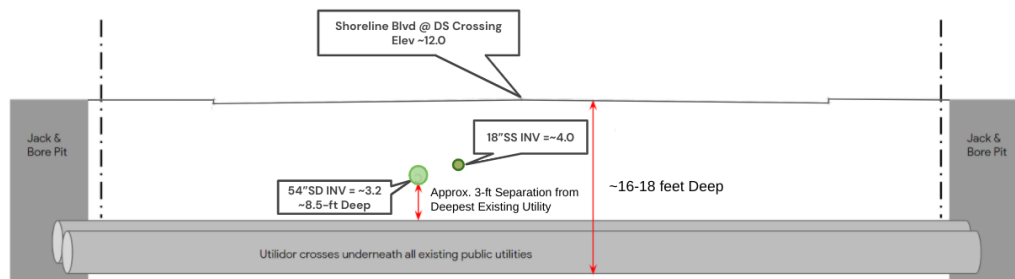 Shoreline Blvd @ DS Crossing
Elev ~12.0
Jack &
Bore Pit
18"SS INV =~4.0
Jack &
Bore Pit
54"SD INV = ~3.2
~8.5~ft Deep
Approx. 3-ft Separation from
Deepest Existing Utility
~16-18 feet Deep
Utilidor crosses underneath all existing public utilities